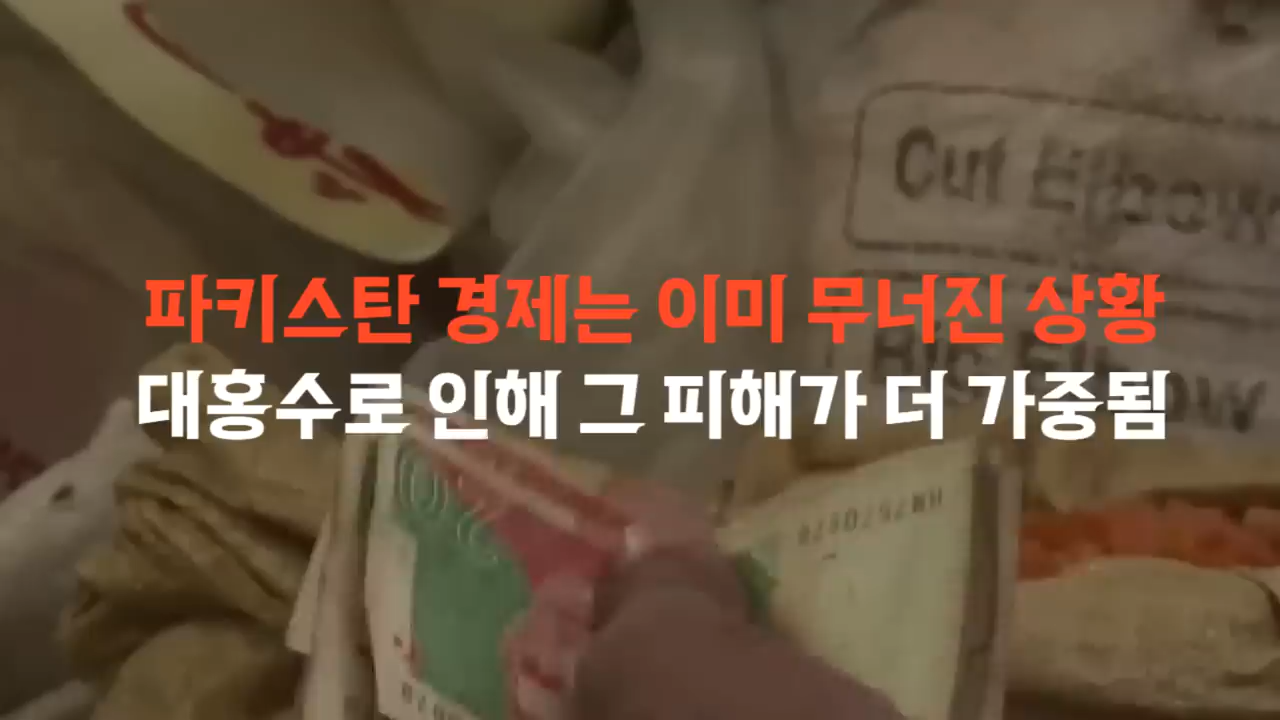 Cut Elbow
파키스탄 경제는 이미 무너진 상황
대홍수로 인해 그 피해가 더 가중됨